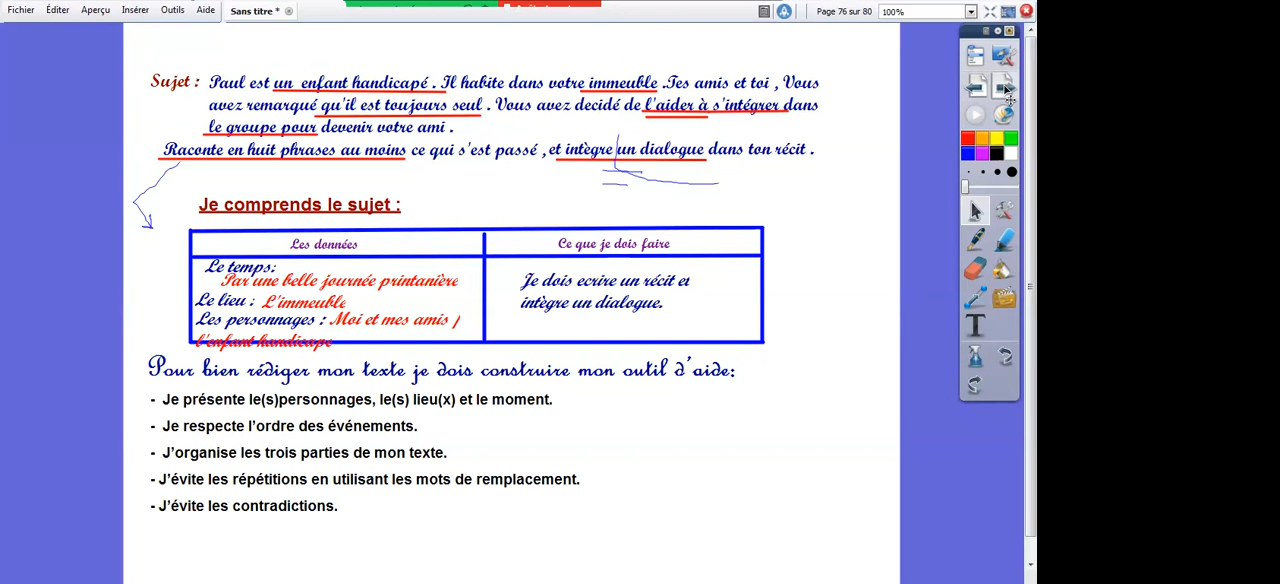 Fichier Éditer Aperçu Insérer Outils Aide Sans titre * Page 76 sur 80 100%
Sujet : Paul est un enfant handicapé . Il habite dans votre immeuble .Tes amis et toi , Vous
avez remarqué qu'il est toujours seul . Vous avez decidé de l'aider à s'intégrer dans
le groupe pour devenir votre ami .
Raconte en huit phrases au moins ce qui s'est passé ,et intègre un dialogue dans ton récit .
Je comprends le sujet :
Les données
Ce que je dois faire
Le temps:
Par une belle journée printanière
Le lieu : L'immeuble
Les personnages : Moi et mes amis /
l'enfant handicape
Je dois ecrire un récit et
intègre un dialogue.
Pour bien rédiger mon texte je dois construire mon outil d'aide:
- Je présente le(s)personnages, le(s) lieu(x) et le moment.
- Je respecte l'ordre des événements.
- J'organise les trois parties de mon texte.
- J'évite les répétitions en utilisant les mots de remplacement.
- J'évite les contradictions.